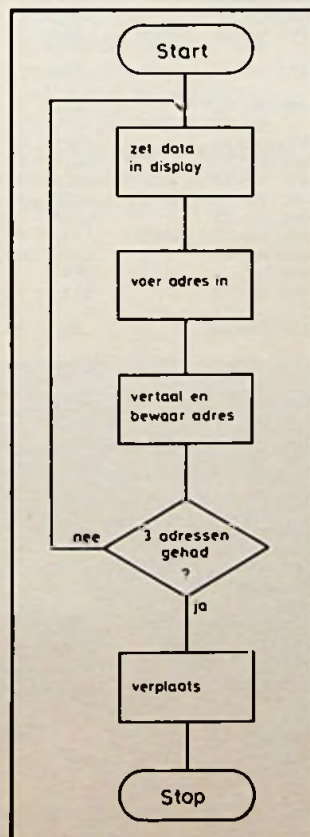 Start
zet data
in display
voer adres in
vertaal en
bewaar adres
3 adressen
gehad
?
nee
ja
verplaats
Stop